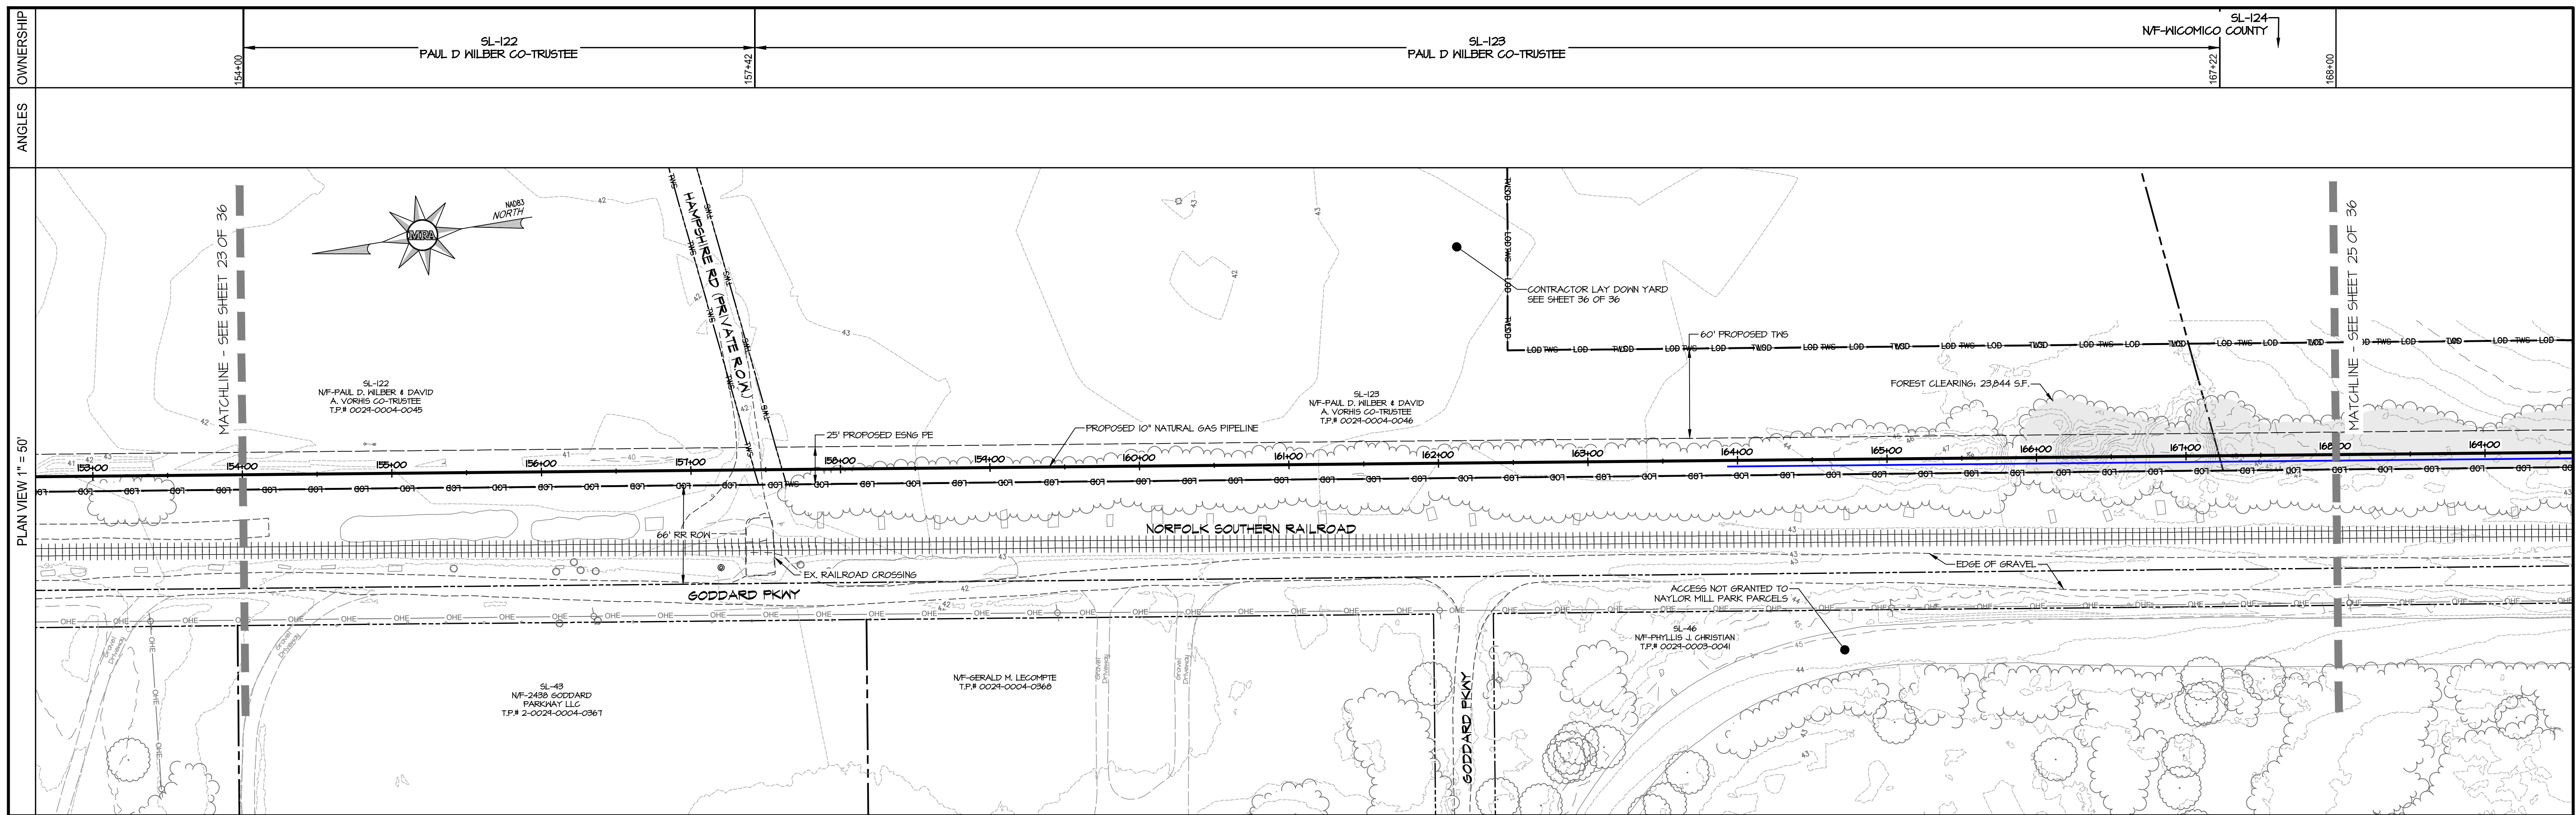 OWNERSHIP
SL-122
PAUL D WILBER CO-TRUSTEE
SL-123
PAUL D WILBER CO-TRUSTEE
SL-124
N/F-WICOMICO COUNTY
154+00
157+42
167+22
168+00
ANGLES
PLAN VIEW 1" = 50'
MATCHLINE - SEE SHEET 23 OF 36
MRA
NAD83
NORTH
HAMPSHIRE RD (PRIVATE R.O.W.)
CONTRACTOR LAY DOWN YARD
SEE SHEET 36 OF 36
60' PROPOSED TWS
MATCHLINE - SEE SHEET 25 OF 36
FOREST CLEARING: 23,844 S.F.
SL-122
N/F-PAUL D. WILBER & DAVID
A. VORHIS CO-TRUSTEE
T.P.# 0029-0004-0045
SL-123
N/F-PAUL D. WILBER & DAVID
A. VORHIS CO-TRUSTEE
T.P.# 0029-0004-0046
25' PROPOSED ESNG PE
PROPOSED 10" NATURAL GAS PIPELINE
153+00
154+00
155+00
156+00
157+00
158+00
159+00
160+00
161+00
162+00
163+00
164+00
165+00
166+00
167+00
168+00
169+00
NORFOLK SOUTHERN RAILROAD
66' RR ROW
EX. RAILROAD CROSSING
EDGE OF GRAVEL
GODDARD PKWY
ACCESS NOT GRANTED TO
NAYLOR MILL PARK PARCELS
SL-46
N/F-PHYLLIS J. CHRISTIAN
T.P.# 0029-0003-0041
Gravel
Driveway
Gravel
Driveway
SL-43
N/F-2438 GODDARD
PARKWAY LLC
T.P.# 2-0029-0004-0367
N/F-GERALD M. LECOMPTE
T.P.# 0029-0004-0368
Gravel
Driveway
Gravel
Driveway
GODDARD PKWY